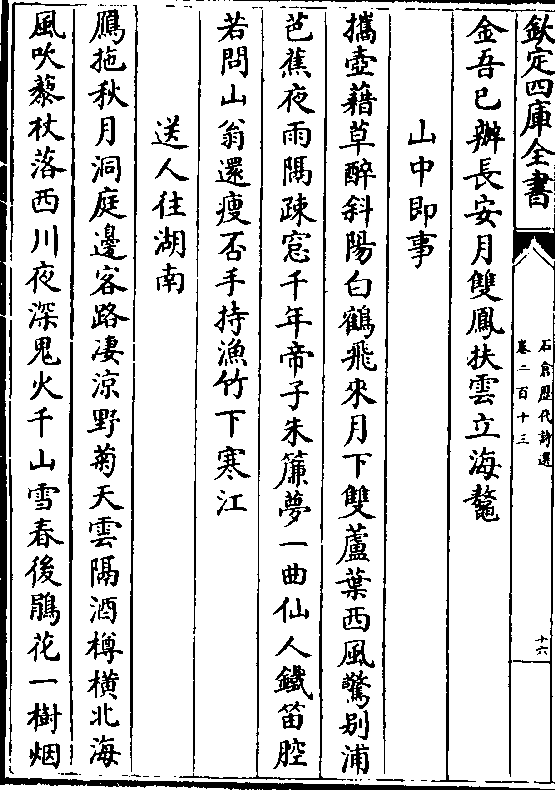 欽定四庫全書
石倉歷代詩選
卷二百十三
十六
金吾已辦長安月雙鳳扶雲立海鼇
山中即事
攜壺藉草醉斜陽白鶴飛來月下雙蘆葉西風驚别浦
芭蕉夜雨隔疎窓千年帝子朱簾夢一曲仙人鐵笛腔
若問山翁還瘦否手持漁竹下寒江
送人往湖南
鴈拖秋月洞庭邊客路凄涼野菊天雲隔酒樽橫北海
風吹藜杖落西川夜深鬼火千山雪春後鵑花一樹烟